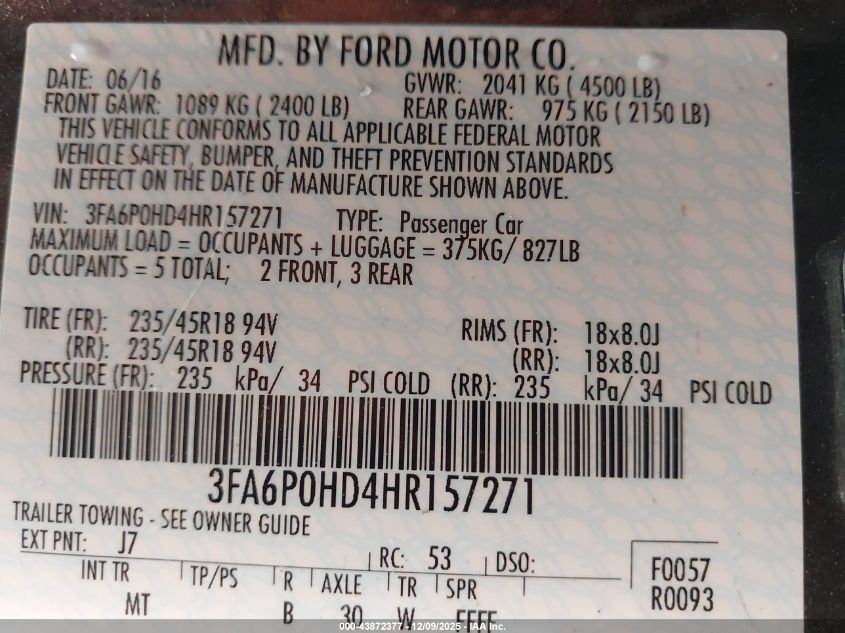 MFD. BY FORD MOTOR CO.
DATE: 06/16 GVWR: 2041 KG ( 4500 LB)
FRONT GAWR: 1089 KG ( 2400 LB) REAR GAWR: 975 KG ( 2150 LB)
THIS VEHICLE CONFORMS TO ALL APPLICABLE FEDERAL MOTOR
VEHICLE SAFETY, BUMPER, AND THEFT PREVENTION STANDARDS
IN EFFECT ON THE DATE OF MANUFACTURE SHOWN ABOVE.
VIN: 3FA6P0HD4HR157271 TYPE: Passenger Car
MAXIMUM LOAD = OCCUPANTS + LUGGAGE = 375KG/ 827LB
OCCUPANTS = 5 TOTAL; 2 FRONT, 3 REAR
TIRE (FR): 235/45R18 94V RIMS (FR): 18x8.0J
(RR): 235/45R18 94V (RR): 18x8.0J
PRESSURE (FR): 235 kPa/ 34 PSI COLD (RR): 235 kPa/ 34 PSI COLD
3FA6P0HD4HR157271
TRAILER TOWING - SEE OWNER GUIDE
EXT PNT: J7 RC: 53 DSO:
F0057
R0093
INT TR TP/PS R AXLE TR SPR
MT B 30 W FFFF
000-43872377 - 12/09/2025 - IAA Inc.